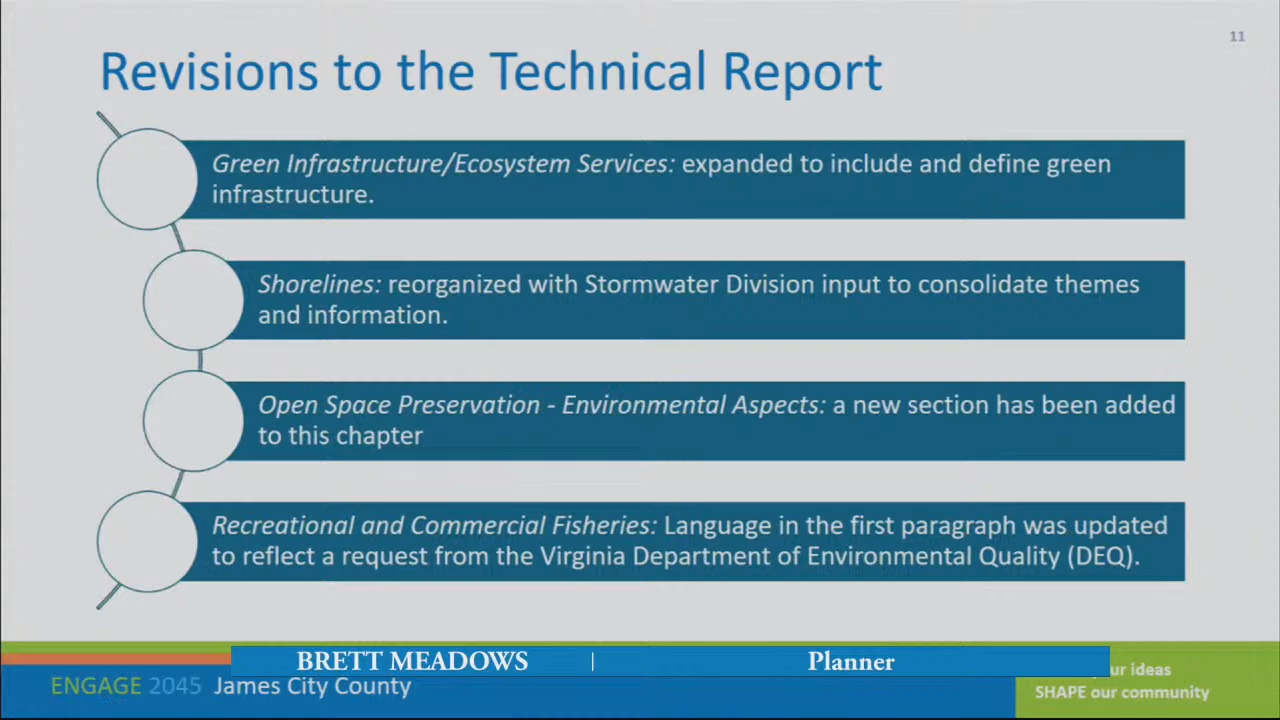 11
Revisions to the Technical Report
Green Infrastructure/Ecosystem Services: expanded to include and define green
infrastructure.
Shorelines: reorganized with Stormwater Division input to consolidate themes
and information.
Open Space Preservation - Environmental Aspects: a new section has been added
to this chapter
Recreational and Commercial Fisheries: Language in the first paragraph was updated
to reflect a request from the Virginia Department of Environmental Quality (DEQ).
BRETT MEADOWS | Planner
ideas
ENGAGE 2045 James City County
SHAPE our community